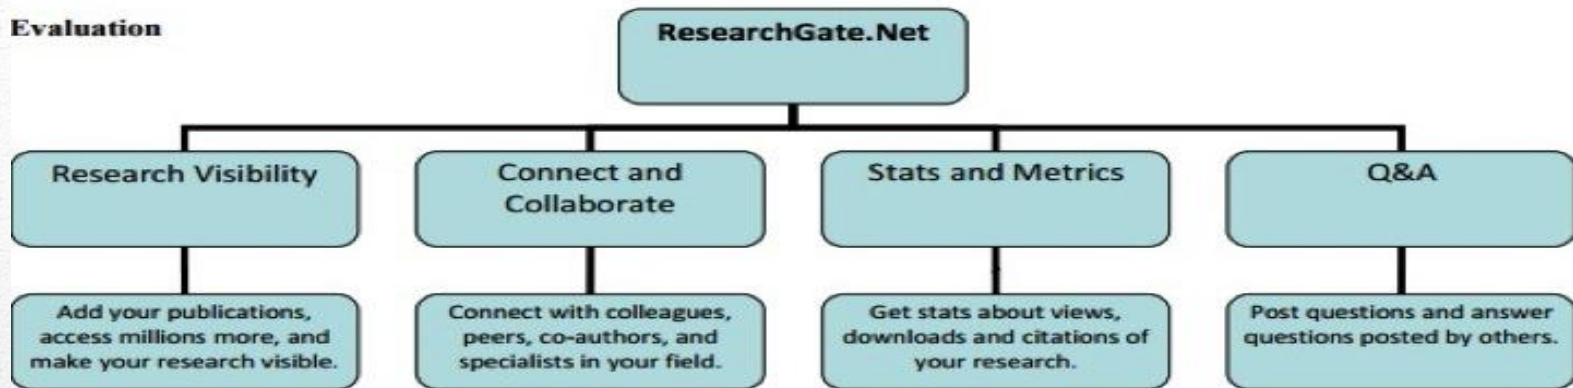 Evaluation
ResearchGate.Net
Research Visibility
Connect and
Collaborate
Stats and Metrics
Q&A
Add your publications,
access millions more, and
make your research visible.
Connect with colleagues,
peers, co-authors, and
specialists in your field.
Get stats about views,
downloads and citations of
your research.
Post questions and answer
questions posted by others.